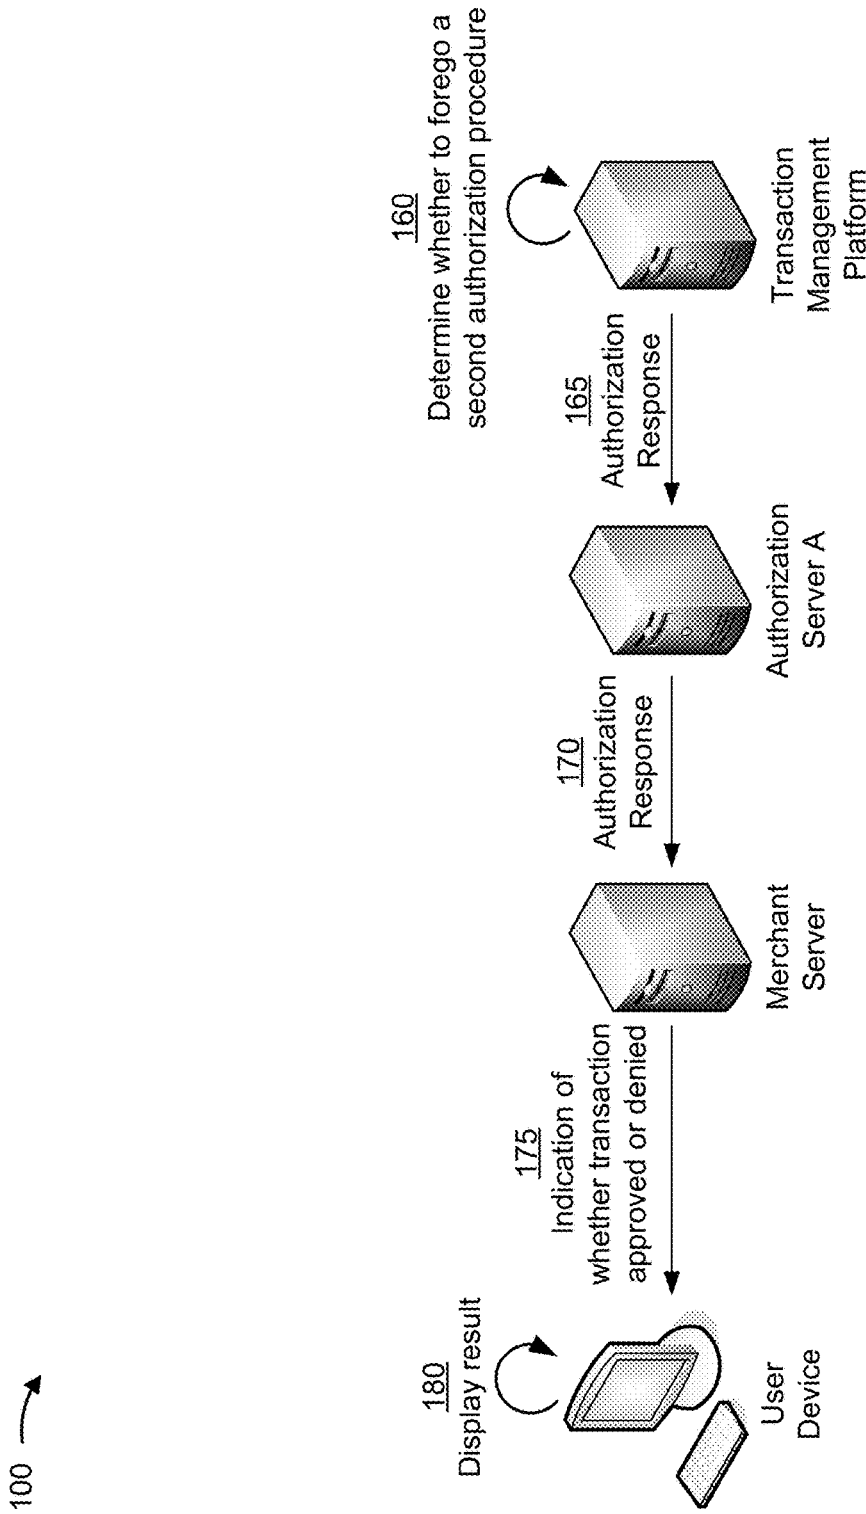 100
180
Display result
User
Device
175
Indication of
whether transaction
approved or denied
Merchant
Server
170
Authorization
Response
Authorization
Server A
165
Authorization
Response
160
Determine whether to forego a
second authorization procedure
Transaction
Management
Platform